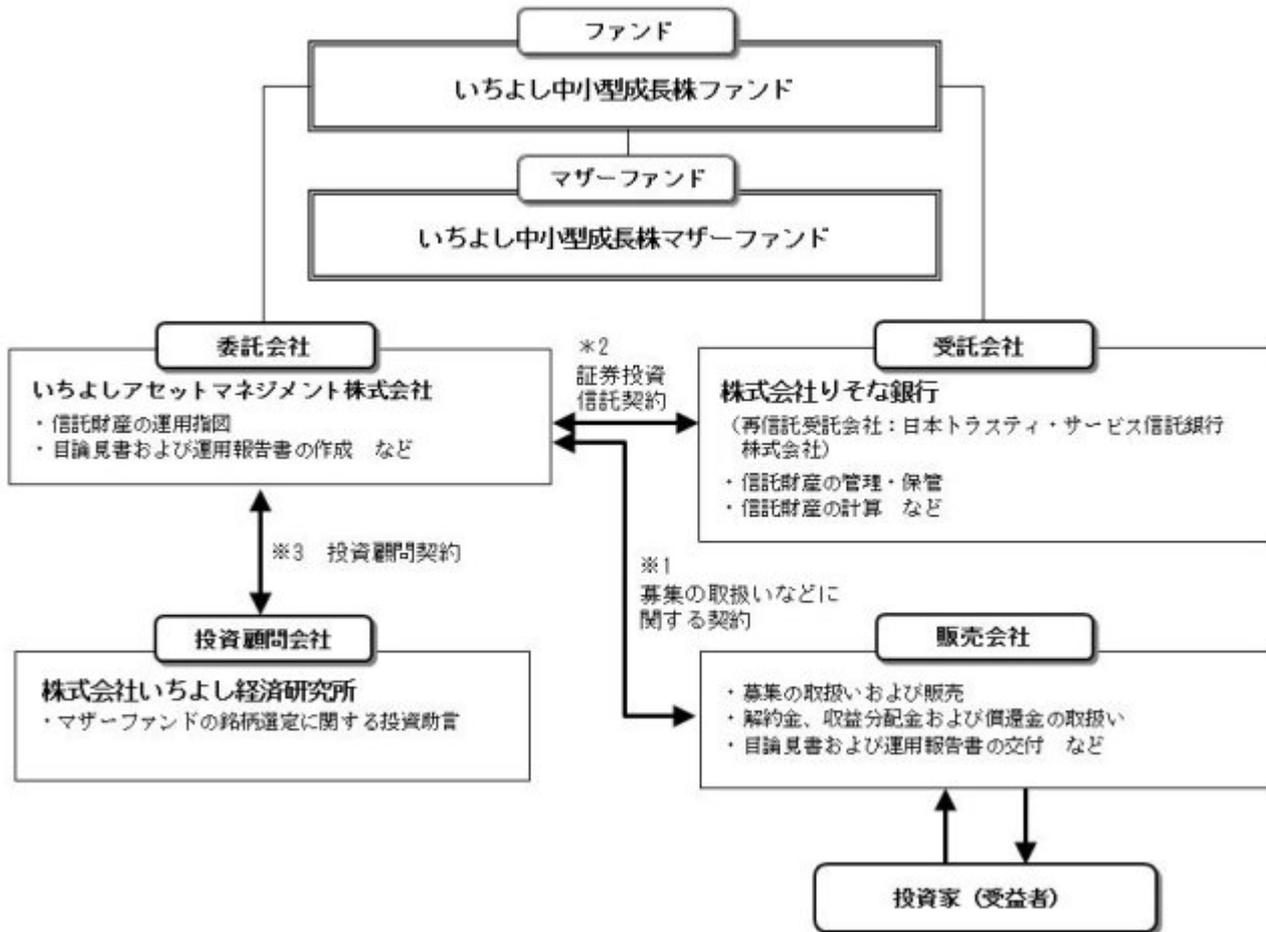 ファンド
いちよし中小型成長株ファンド
マザーファンド
いちよし中小型成長株マザーファンド
委託会社
いちよしアセットマネジメント株式会社
・信託財産の運用指図
・目論見書および運用報告書の作成 など
＊2
証券投資
信託契約
受託会社
株式会社りそな銀行
（再信託受託会社：日本トラスティ・サービス信託銀行
株式会社）
・信託財産の管理・保管
・信託財産の計算 など
※3 投資顧問契約
※1
募集の取扱いなどに
関する契約
投資顧問会社
株式会社いちよし経済研究所
・マザーファンドの銘柄選定に関する投資助言
販売会社
・募集の取扱いおよび販売
・解約金、収益分配金および償還金の取扱い
・目論見書および運用報告書の交付 など
投資家（受益者）